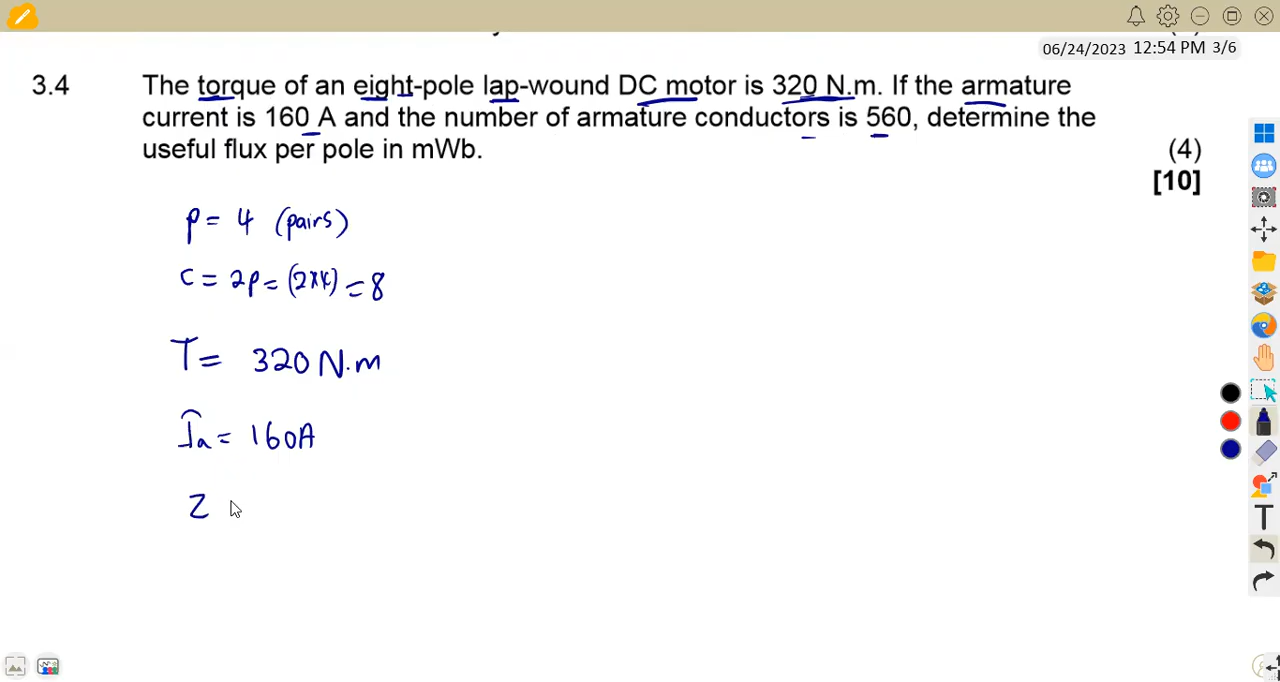 06/24/2023 12:54 PM 3/6
3.4 The torque of an eight-pole lap-wound DC motor is 320 N.m. If the armature
current is 160 A and the number of armature conductors is 560, determine the
useful flux per pole in mWb. (4)
[10]
p = 4 (pairs)
C = 2p = (2×4) = 8
T = 320 N.m
Ia = 160A
Z
T